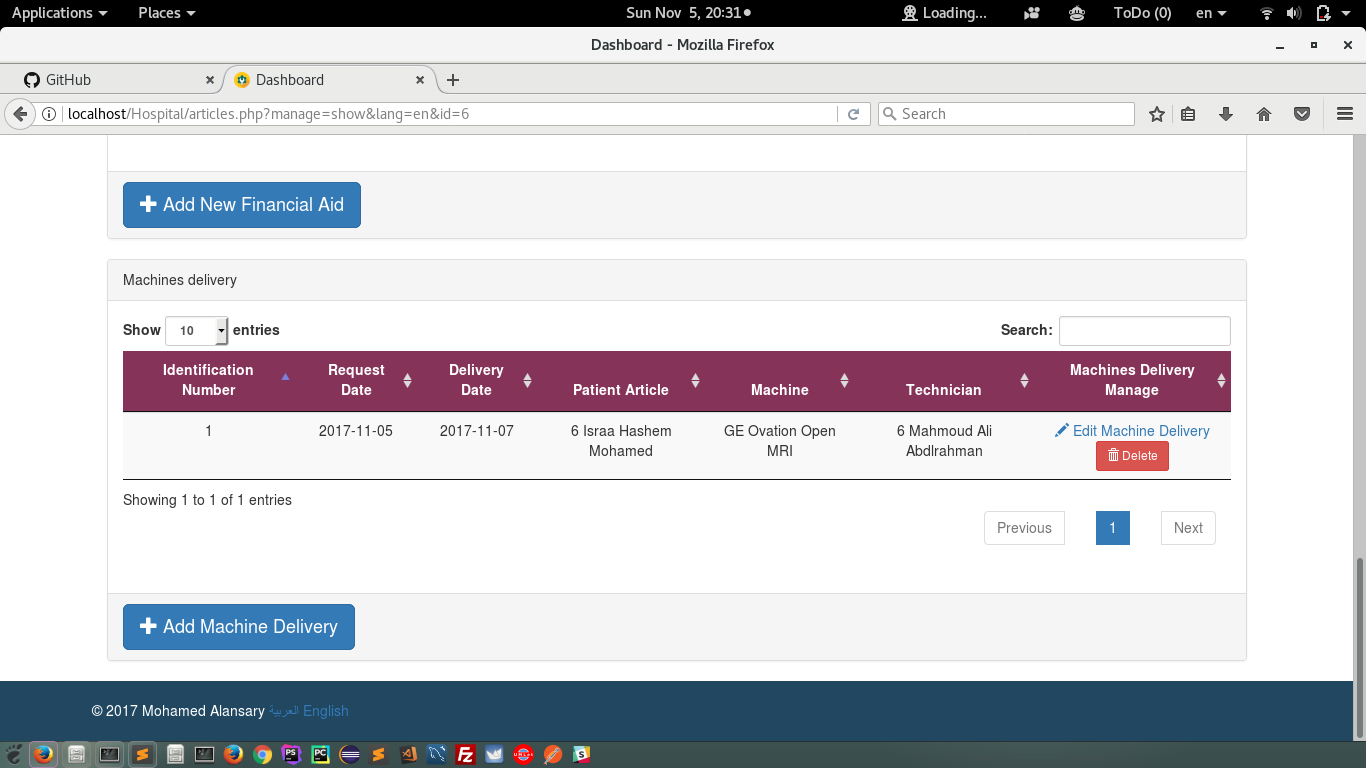 Applications Places Sun Nov 5, 20:31 Loading... ToDo (0) en
Dashboard - Mozilla Firefox
GitHub Dashboard
localhost/Hospital/articles.php?manage=show&lang=en&id=6 Search
Add New Financial Aid
Machines delivery
Show 10 entries Search:
Identification Request Delivery Machines Delivery
Number Date Date Patient Article Machine Technician Manage
1 2017-11-05 2017-11-07 6 Israa Hashem GE Ovation Open 6 Mahmoud Ali Edit Machine Delivery
Mohamed MRI Abdlrahman Delete
Showing 1 to 1 of 1 entries
Previous 1 Next
Add Machine Delivery
© 2017 Mohamed Alansary العربية English
PS PC Fz S